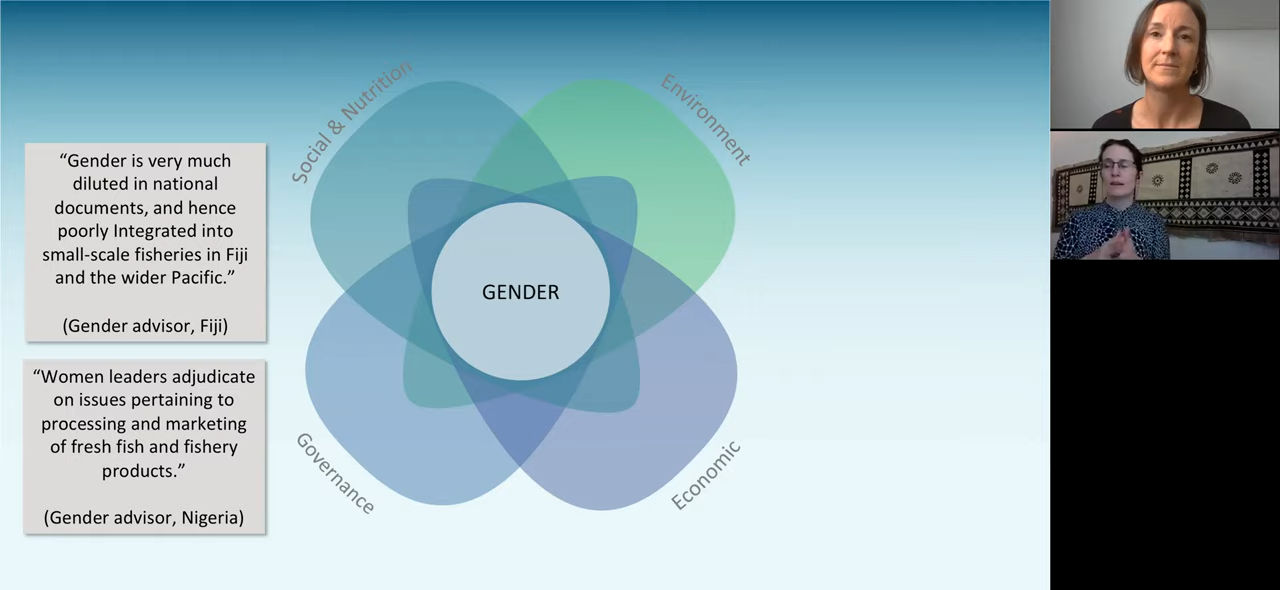 Social & Nutrition
Environment
“Gender is very much
diluted in national
documents, and hence
poorly Integrated into
small-scale fisheries in Fiji
and the wider Pacific.”
(Gender advisor, Fiji)
GENDER
“Women leaders adjudicate
on issues pertaining to
processing and marketing
of fresh fish and fishery
products.”
(Gender advisor, Nigeria)
Governance
Economic